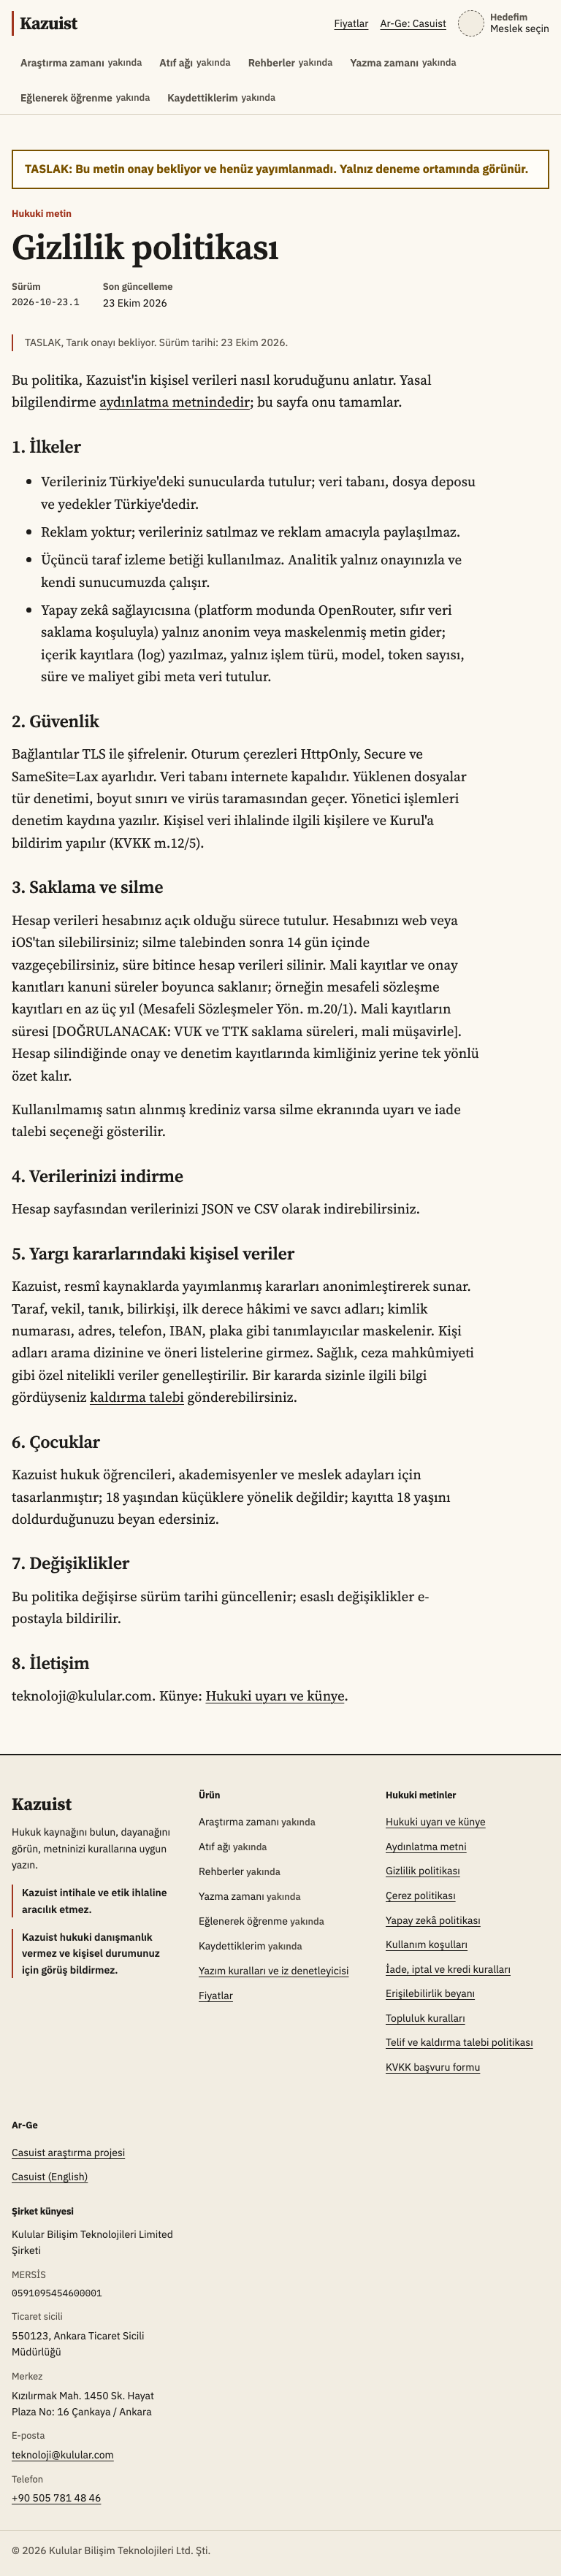 Kazuist
Fiyatlar
Ar-Ge: Casuist
Hedefim
Meslek seçin
Araştırma zamanı yakında
Atıf ağı yakında
Rehberler yakında
Yazma zamanı yakında
Eğlenerek öğrenme yakında
Kaydettiklerim yakında
TASLAK: Bu metin onay bekliyor ve henüz yayımlanmadı. Yalnız deneme ortamında görünür.
Hukuki metin
Gizlilik politikası
Sürüm
2026-10-23.1
Son güncelleme
23 Ekim 2026
TASLAK, Tarık onayı bekliyor. Sürüm tarihi: 23 Ekim 2026.
Bu politika, Kazuist'in kişisel verileri nasıl koruduğunu anlatır. Yasal
bilgilendirme aydınlatma metnindedir; bu sayfa onu tamamlar.
1. İlkeler
• Verileriniz Türkiye'deki sunucularda tutulur; veri tabanı, dosya deposu
ve yedekler Türkiye'dedir.
• Reklam yoktur; verileriniz satılmaz ve reklam amacıyla paylaşılmaz.
• Üçüncü taraf izleme betiği kullanılmaz. Analitik yalnız onayınızla ve
kendi sunucumuzda çalışır.
• Yapay zekâ sağlayıcısına (platform modunda OpenRouter, sıfır veri
saklama koşuluyla) yalnız anonim veya maskelenmiş metin gider;
içerik kayıtlara (log) yazılmaz, yalnız işlem türü, model, token sayısı,
süre ve maliyet gibi meta veri tutulur.
2. Güvenlik
Bağlantılar TLS ile şifrelenir. Oturum çerezleri HttpOnly, Secure ve
SameSite=Lax ayarlıdır. Veri tabanı internete kapalıdır. Yüklenen dosyalar
tür denetimi, boyut sınırı ve virüs taramasından geçer. Yönetici işlemleri
denetim kaydına yazılır. Kişisel veri ihlalinde ilgili kişilere ve Kurul'a
bildirim yapılır (KVKK m.12/5).
3. Saklama ve silme
Hesap verileri hesabınız açık olduğu sürece tutulur. Hesabınızı web veya
iOS'tan silebilirsiniz; silme talebinden sonra 14 gün içinde
vazgeçebilirsiniz, süre bitince hesap verileri silinir. Mali kayıtlar ve onay
kanıtları kanuni süreler boyunca saklanır; örneğin mesafeli sözleşme
kayıtları en az üç yıl (Mesafeli Sözleşmeler Yön. m.20/1). Mali kayıtların
süresi [DOĞRULANACAK: VUK ve TTK saklama süreleri, mali müşavirle].
Hesap silindiğinde onay ve denetim kayıtlarında kimliğiniz yerine tek yönlü
özet kalır.
Kullanılmamış satın alınmış krediniz varsa silme ekranında uyarı ve iade
talebi seçeneği gösterilir.
4. Verilerinizi indirme
Hesap sayfasından verilerinizi JSON ve CSV olarak indirebilirsiniz.
5. Yargı kararlarındaki kişisel veriler
Kazuist, resmî kaynaklarda yayımlanmış kararları anonimleştirerek sunar.
Taraf, vekil, tanık, bilirkişi, ilk derece hâkimi ve savcı adları; kimlik
numarası, adres, telefon, IBAN, plaka gibi tanımlayıcılar maskelenir. Kişi
adları arama dizinine ve öneri listelerine girmez. Sağlık, ceza mahkûmiyeti
gibi özel nitelikli veriler genelleştirilir. Bir kararda sizinle ilgili bilgi
gördüyseniz kaldırma talebi gönderebilirsiniz.
6. Çocuklar
Kazuist hukuk öğrencileri, akademisyenler ve meslek adayları için
tasarlanmıştır; 18 yaşından küçüklere yönelik değildir; kayıtta 18 yaşını
doldurduğunuzu beyan edersiniz.
7. Değişiklikler
Bu politika değişirse sürüm tarihi güncellenir; esaslı değişiklikler e-
postayla bildirilir.
8. İletişim
teknoloji@kulular.com. Künye: Hukuki uyarı ve künye.
Kazuist
Hukuk kaynağını bulun, dayanağını
görün, metninizi kurallarına uygun
yazın.
Kazuist intihale ve etik ihlaline
aracılık etmez.
Kazuist hukuki danışmanlık
vermez ve kişisel durumunuz
için görüş bildirmez.
Ürün
Araştırma zamanı yakında
Atıf ağı yakında
Rehberler yakında
Yazma zamanı yakında
Eğlenerek öğrenme yakında
Kaydettiklerim yakında
Yazım kuralları ve iz denetleyicisi
Fiyatlar
Hukuki metinler
Hukuki uyarı ve künye
Aydınlatma metni
Gizlilik politikası
Çerez politikası
Yapay zekâ politikası
Kullanım koşulları
İade, iptal ve kredi kuralları
Erişilebilirlik beyanı
Topluluk kuralları
Telif ve kaldırma talebi politikası
KVKK başvuru formu
Ar-Ge
Casuist araştırma projesi
Casuist (English)
Şirket künyesi
Kulular Bilişim Teknolojileri Limited
Şirketi
MERSİS
0591095454600001
Ticaret sicili
550123, Ankara Ticaret Sicili
Müdürlüğü
Merkez
Kızılırmak Mah. 1450 Sk. Hayat
Plaza No: 16 Çankaya / Ankara
E-posta
teknoloji@kulular.com
Telefon
+90 505 781 48 46
© 2026 Kulular Bilişim Teknolojileri Ltd. Şti.